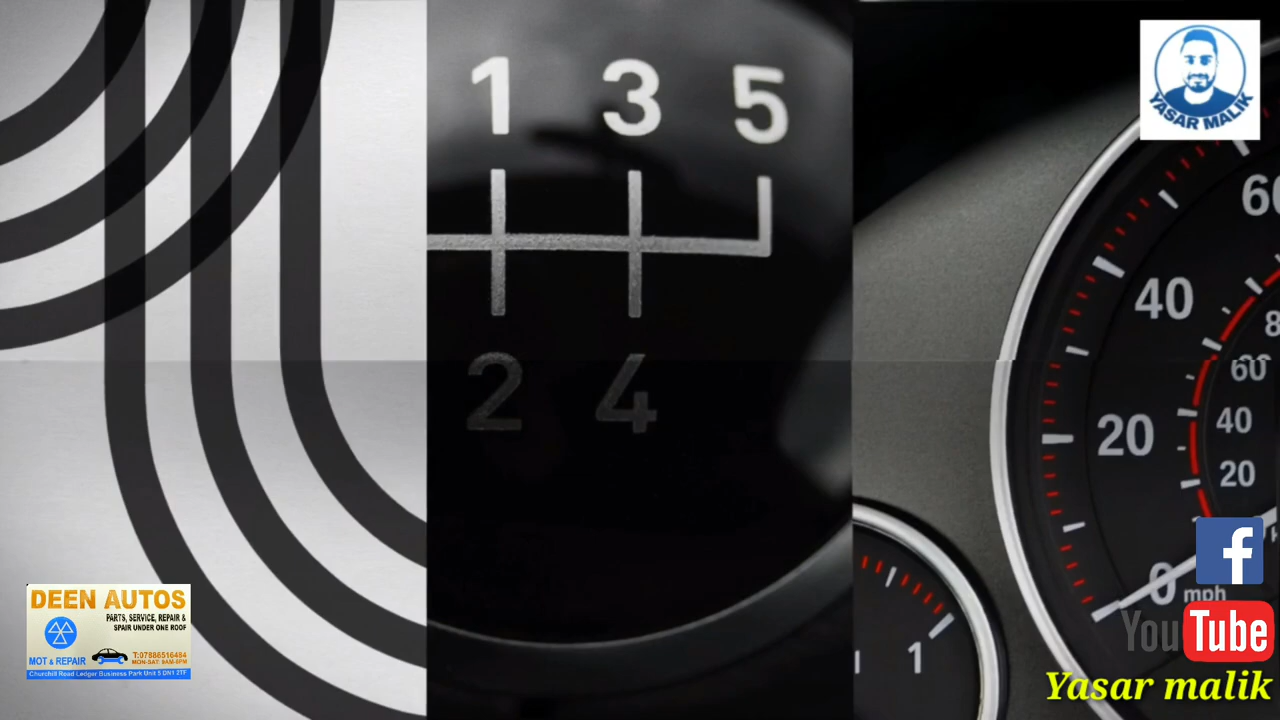 1 3 5
2 4
YASAR MALIK
60
40
20
0
mph
8
60
40
20
1
DEEN AUTOS
PARTS, SERVICE, REPAIR &
SPAIR UNDER ONE ROOF
MOT & REPAIR
T:07886516484
MON-SAT: 9AM-6PM
Churchill Road Ledger Business Park Unit 5 DN1 2TF
f
YouTube
Yasar malik